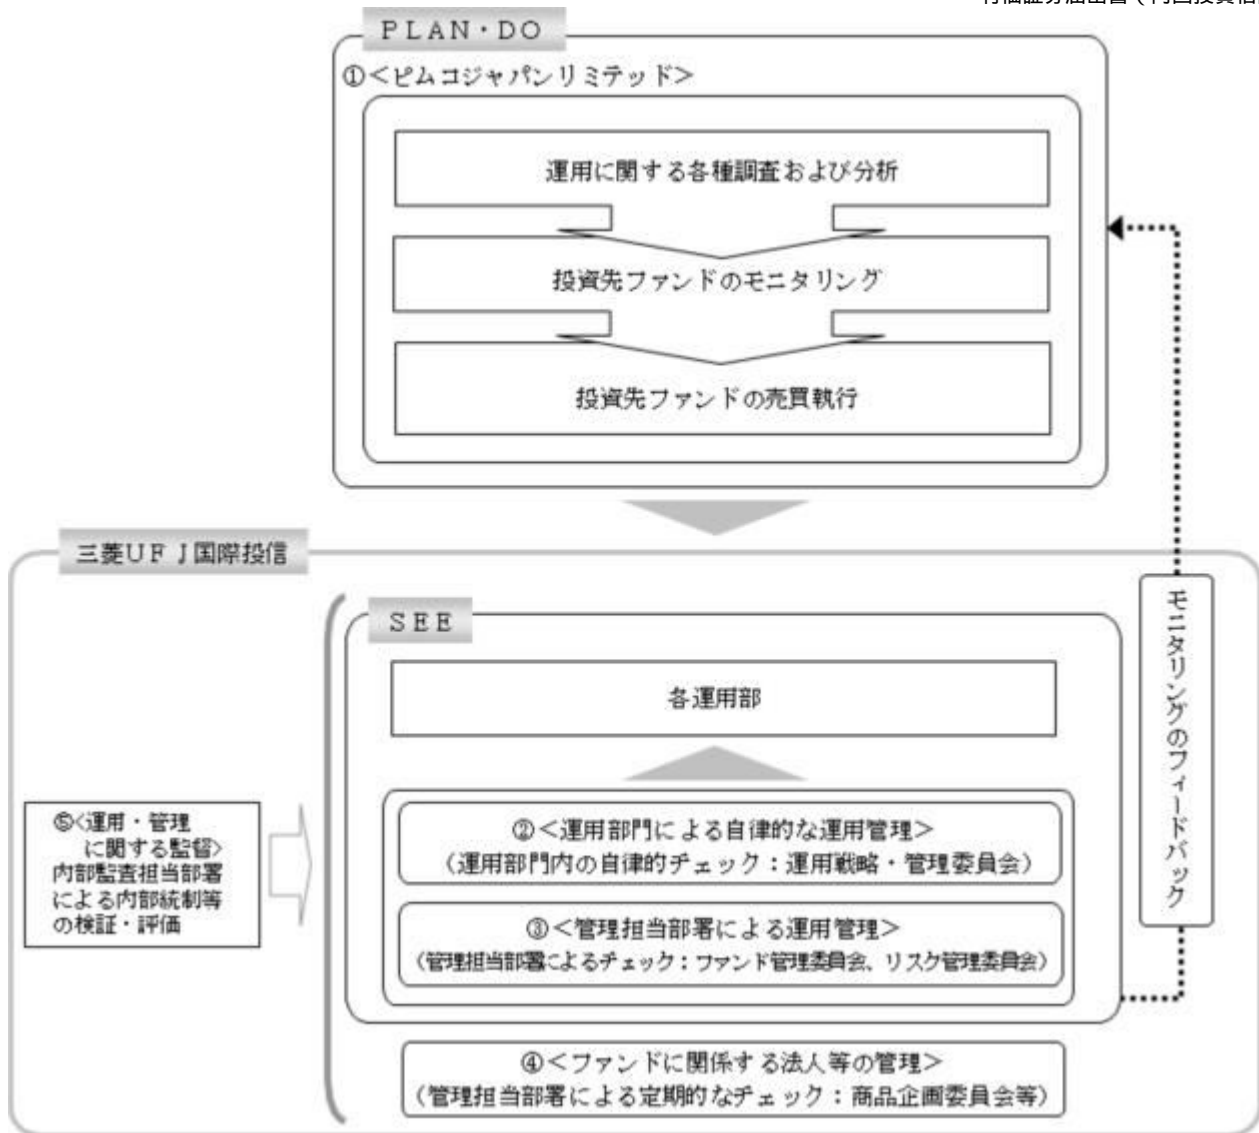 PLAN・DO
①<ピムコジャパンリミテッド>
運用に関する各種調査および分析
投資先ファンドのモニタリング
投資先ファンドの売買執行
三菱UFJ国際投信
SEE
各運用部
②<運用部門による自律的な運用管理>
(運用部門内の自律的チェック:運用戦略・管理委員会)
③<管理担当部署による運用管理>
(管理担当部署によるチェック:ファンド管理委員会、リスク管理委員会)
④<ファンドに関係する法人等の管理>
(管理担当部署による定期的なチェック:商品企画委員会等)
⑤<運用・管理
に関する監督>
内部監査担当部署
による内部統制等
の検証・評価
モニタリングのフィードバック